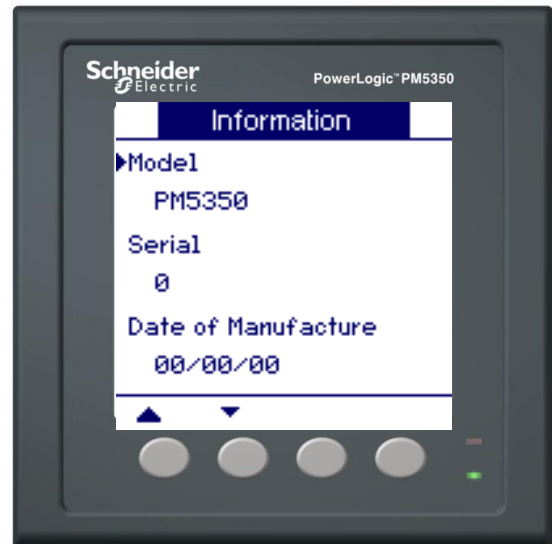 Schneider
Electric
PowerLogic™ PM5350
Information
Model
PM5350
Serial
0
Date of Manufacture
00/00/00